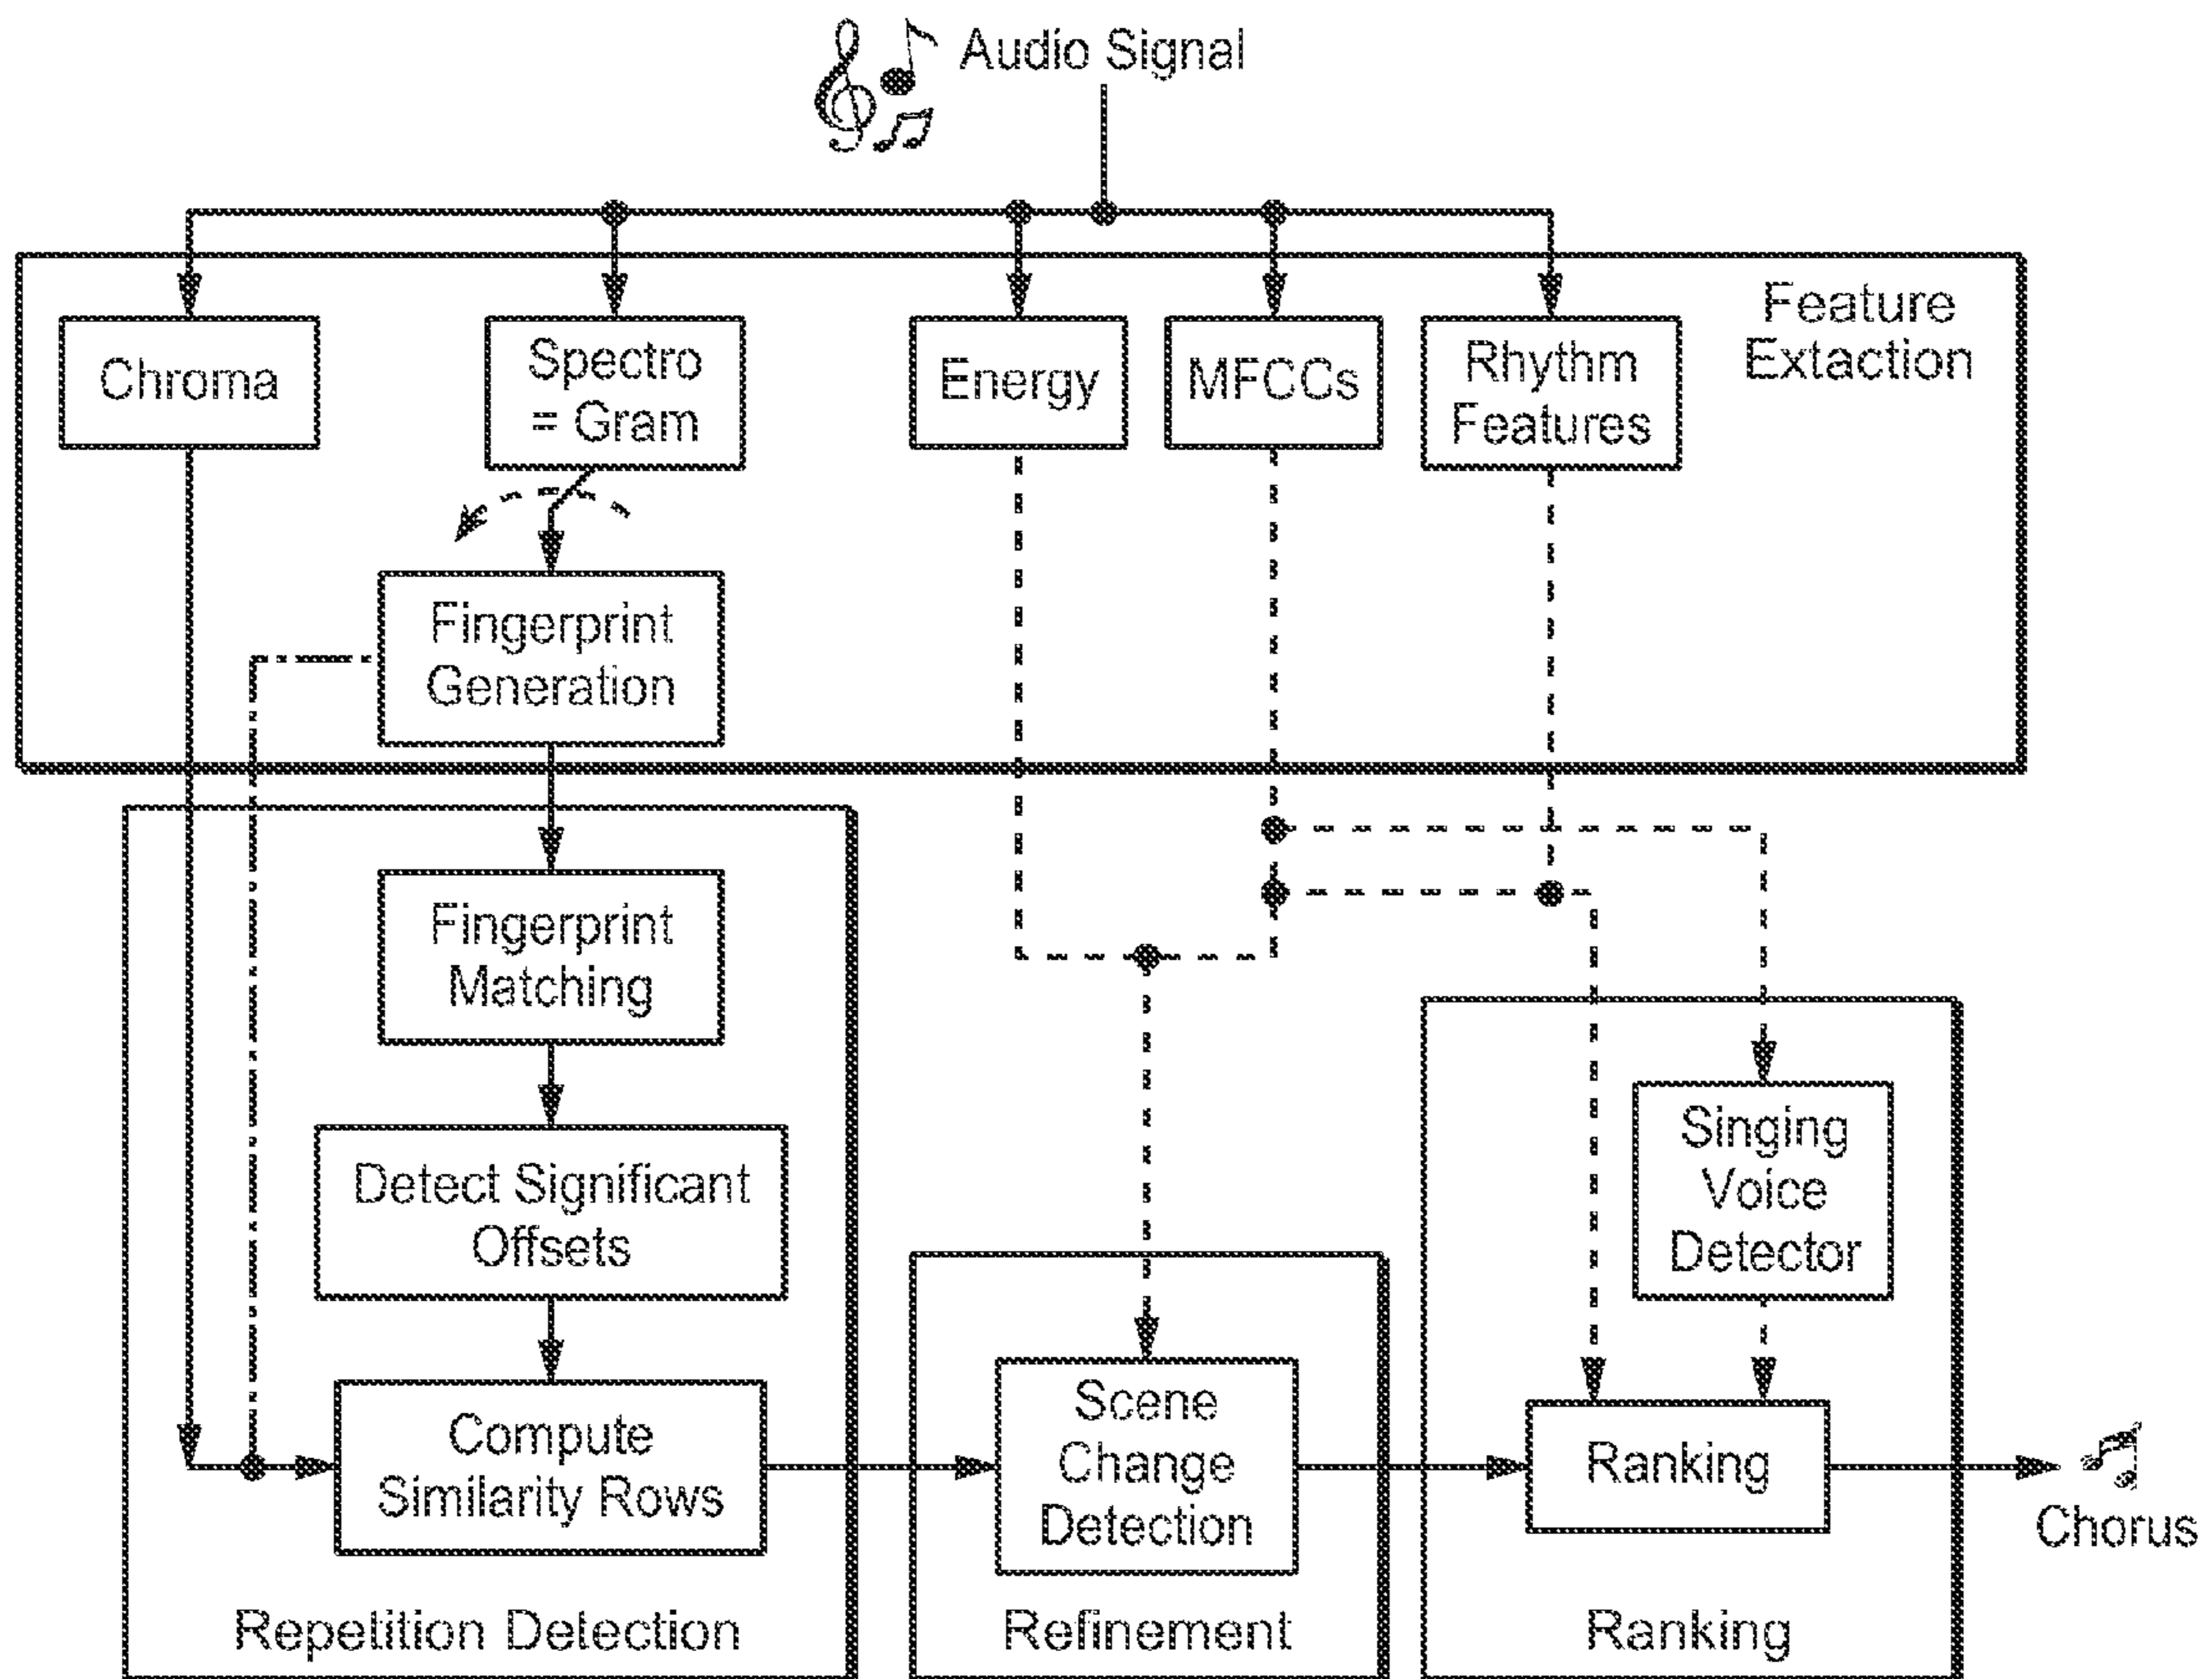 Audio Signal
Feature
Extaction
Chroma
Spectro
= Gram
Energy
MFCCs
Rhythm
Features
Fingerprint
Generation
Fingerprint
Matching
Detect Significant
Offsets
Compute
Similarity Rows
Repetition Detection
Scene
Change
Detection
Refinement
Singing
Voice
Detector
Ranking
Ranking
Chorus